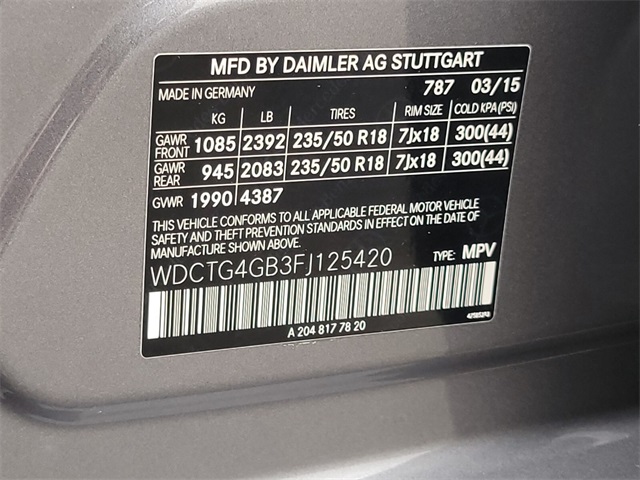 MFD BY DAIMLER AG STUTTGART
MADE IN GERMANY 787 03/15
KG LB TIRES RIM SIZE COLD KPA(PSI)
GAWR FRONT 1085 2392 235/50 R18 7Jx18 300(44)
GAWR REAR 945 2083 235/50 R18 7Jx18 300(44)
GVWR 1990 4387
THIS VEHICLE CONFORMS TO ALL APPLICABLE FEDERAL MOTOR VEHICLE
SAFETY AND THEFT PREVENTION STANDARDS IN EFFECT ON THE DATE OF
MANUFACTURE SHOWN ABOVE.
WDCTG4GB3FJ125420 TYPE: MPV
A 204 817 78 20